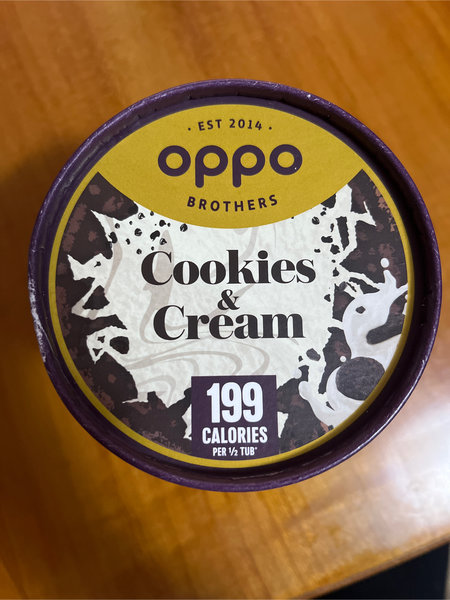 · EST 2014 ·
oppo
BROTHERS
Cookies
&
Cream
199
CALORIES
PER ½ TUB*